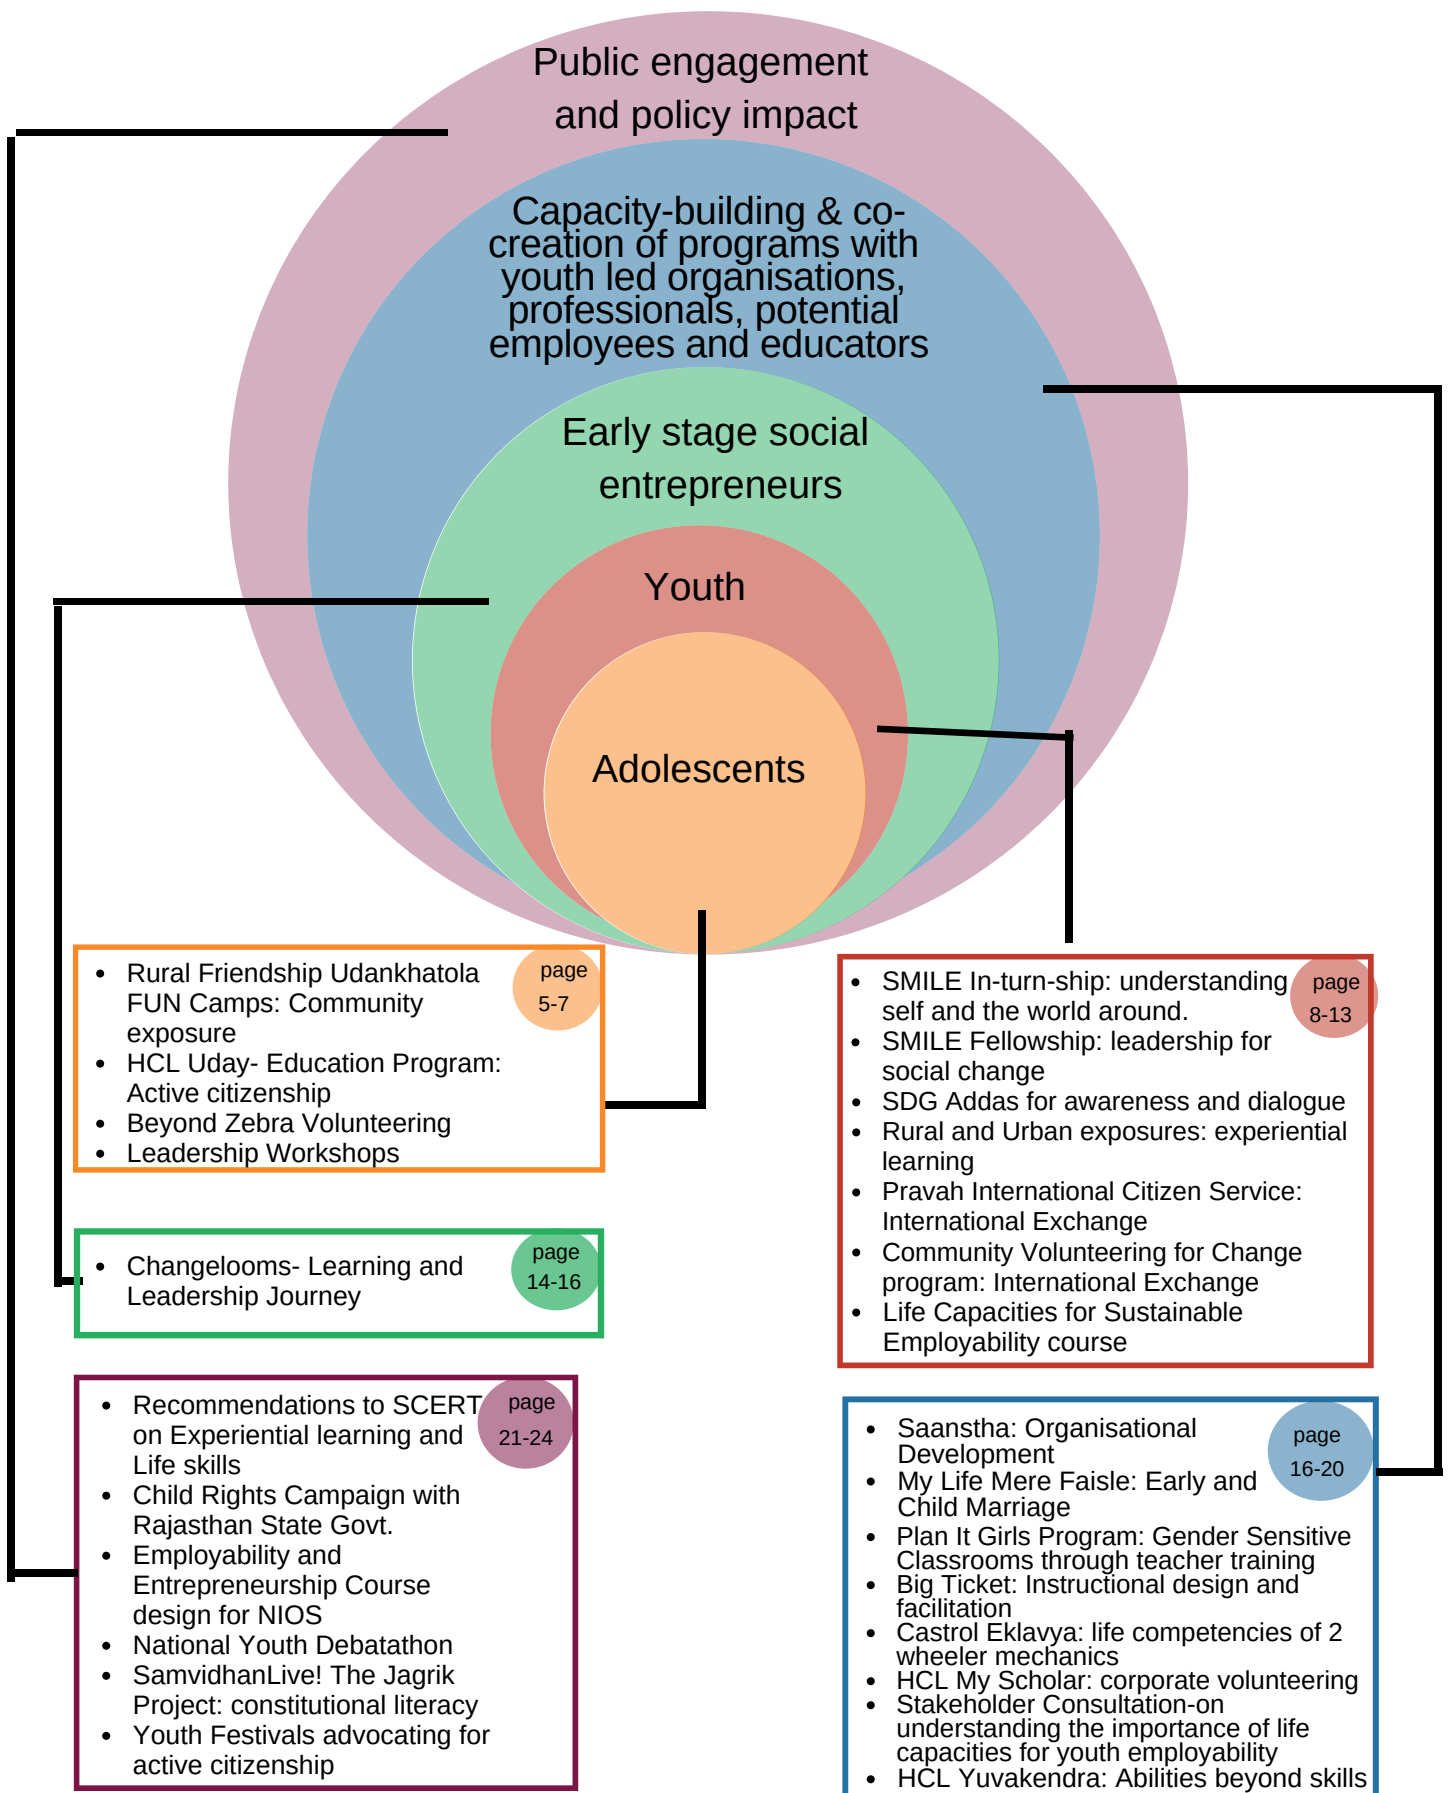 Public engagement
and policy impact
Capacity-building & co-
creation of programs with
youth led organisations,
professionals, potential
employees and educators
Early stage social
entrepreneurs
Youth
Adolescents
• Rural Friendship Udankhatola
FUN Camps: Community
exposure
• HCL Uday- Education Program:
Active citizenship
• Beyond Zebra Volunteering
• Leadership Workshops
page
5-7
• Changelooms- Learning and
Leadership Journey
page
14-16
• Recommendations to SCERT
on Experiential learning and
Life skills
• Child Rights Campaign with
Rajasthan State Govt.
• Employability and
Entrepreneurship Course
design for NIOS
• National Youth Debatathon
• SamvidhanLive! The Jagrik
Project: constitutional literacy
• Youth Festivals advocating for
active citizenship
page
21-24
• SMILE In-turn-ship: understanding
self and the world around.
• SMILE Fellowship: leadership for
social change
• SDG Addas for awareness and dialogue
• Rural and Urban exposures: experiential
learning
• Pravah International Citizen Service:
International Exchange
• Community Volunteering for Change
program: International Exchange
• Life Capacities for Sustainable
Employability course
page
8-13
• Saanstha: Organisational
Development
• My Life Mere Faisle: Early and
Child Marriage
• Plan It Girls Program: Gender Sensitive
Classrooms through teacher training
• Big Ticket: Instructional design and
facilitation
• Castrol Eklavya: life competencies of 2
wheeler mechanics
• HCL My Scholar: corporate volunteering
• Stakeholder Consultation-on
understanding the importance of life
capacities for youth employability
• HCL Yuvakendra: Abilities beyond skills
page
16-20